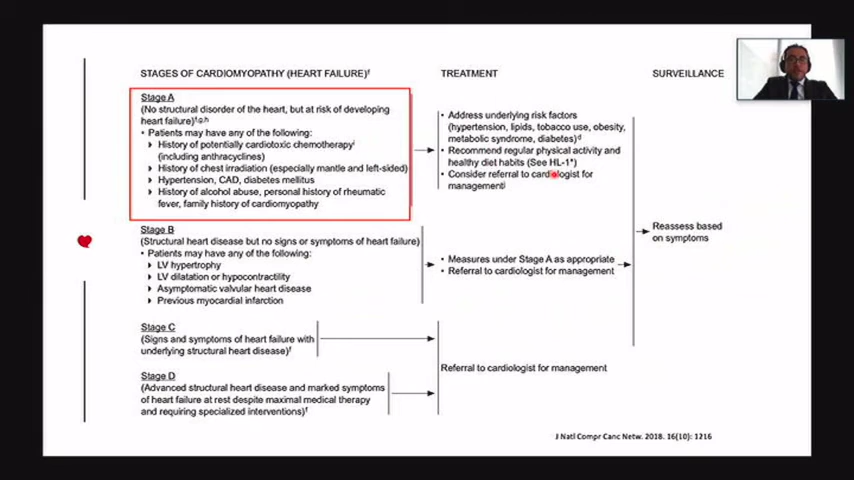 STAGES OF CARDIOMYOPATHY (HEART FAILURE)f
TREATMENT
SURVEILLANCE
Stage A
(No structural disorder of the heart, but at risk of developing
heart failure)f,g,h
• Patients may have any of the following:
History of potentially cardiotoxic chemotherapyi
(including anthracyclines)
History of chest irradiation (especially mantle and left-sided)
Hypertension, CAD, diabetes mellitus
History of alcohol abuse, personal history of rheumatic
fever, family history of cardiomyopathy
• Address underlying risk factors
(hypertension, lipids, tobacco use, obesity,
metabolic syndrome, diabetes)d
• Recommend regular physical activity and
healthy diet habits (See HL-1*)
• Consider referral to cardiologist for
managementj
Stage B
(Structural heart disease but no signs or symptoms of heart failure)
• Patients may have any of the following:
LV hypertrophy
LV dilatation or hypocontractility
Asymptomatic valvular heart disease
Previous myocardial infarction
• Measures under Stage A as appropriate
• Referral to cardiologist for management
Reassess based
on symptoms
Stage C
(Signs and symptoms of heart failure with
underlying structural heart disease)f
Stage D
(Advanced structural heart disease and marked symptoms
of heart failure at rest despite maximal medical therapy
and requiring specialized interventions)f
Referral to cardiologist for management
J Natl Compr Canc Netw. 2018. 16(10): 1216